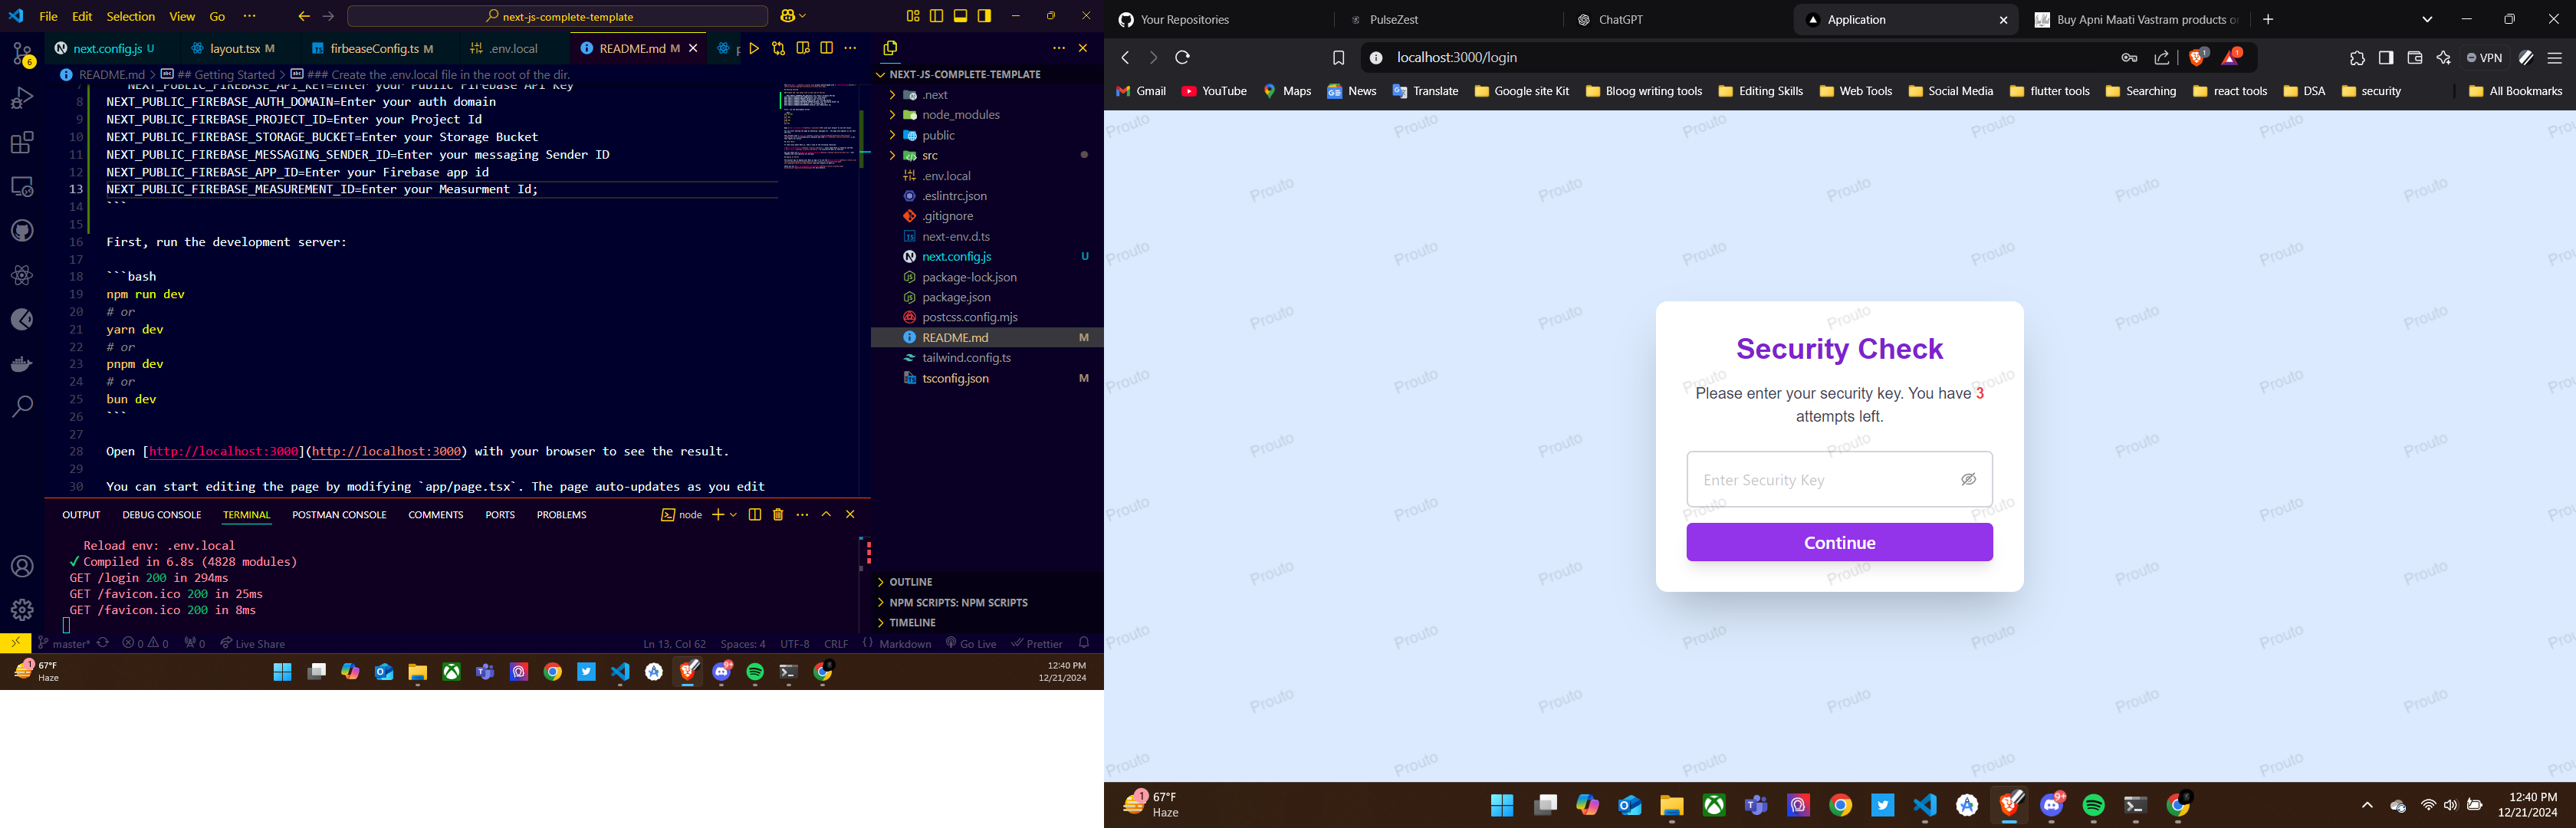 File Edit Selection View Go ··· next-js-complete-template
next.config.js U layout.tsx M firbeaseConfig.ts M .env.local README.md M
README.md > ## Getting Started > ### Create the .env.local file in the root of the dir.
7 NEXT_PUBLIC_FIREBASE_API_KEY=Enter your Public Firebase Api Key
8 NEXT_PUBLIC_FIREBASE_AUTH_DOMAIN=Enter your auth domain
9 NEXT_PUBLIC_FIREBASE_PROJECT_ID=Enter your Project Id
10 NEXT_PUBLIC_FIREBASE_STORAGE_BUCKET=Enter your Storage Bucket
11 NEXT_PUBLIC_FIREBASE_MESSAGING_SENDER_ID=Enter your messaging Sender ID
12 NEXT_PUBLIC_FIREBASE_APP_ID=Enter your Firebase app id
13 NEXT_PUBLIC_FIREBASE_MEASUREMENT_ID=Enter your Measurment Id;
14 ```
15
16 First, run the development server:
17
18 ```bash
19 npm run dev
20 # or
21 yarn dev
22 # or
23 pnpm dev
24 # or
25 bun dev
26 ```
27
28 Open [http://localhost:3000](http://localhost:3000) with your browser to see the result.
29
30 You can start editing the page by modifying `app/page.tsx`. The page auto-updates as you edit
NEXT-JS-COMPLETE-TEMPLATE
.next
node_modules
public
src
.env.local
.eslintrc.json
.gitignore
next-env.d.ts
next.config.js U
package-lock.json
package.json
postcss.config.mjs
README.md M
tailwind.config.ts
tsconfig.json M
OUTLINE
NPM SCRIPTS: NPM SCRIPTS
TIMELINE
OUTPUT DEBUG CONSOLE TERMINAL POSTMAN CONSOLE COMMENTS PORTS PROBLEMS node
Reload env: .env.local
✓ Compiled in 6.8s (4828 modules)
GET /login 200 in 294ms
GET /favicon.ico 200 in 25ms
GET /favicon.ico 200 in 8ms
master* 0 0 0 Live Share Ln 13, Col 62 Spaces: 4 UTF-8 CRLF {} Markdown Go Live Prettier
67°F
Haze
12:40 PM
12/21/2024
Your Repositories PulseZest ChatGPT Application Buy Apni Maati Vastram products
localhost:3000/login VPN
Gmail YouTube Maps News Translate Google site Kit Bloog writing tools Editing Skills Web Tools Social Media flutter tools Searching react tools DSA security All Bookmarks
Prouto
Security Check
Please enter your security key. You have 3
attempts left.
Enter Security Key
Continue
67°F
Haze
12:40 PM
12/21/2024